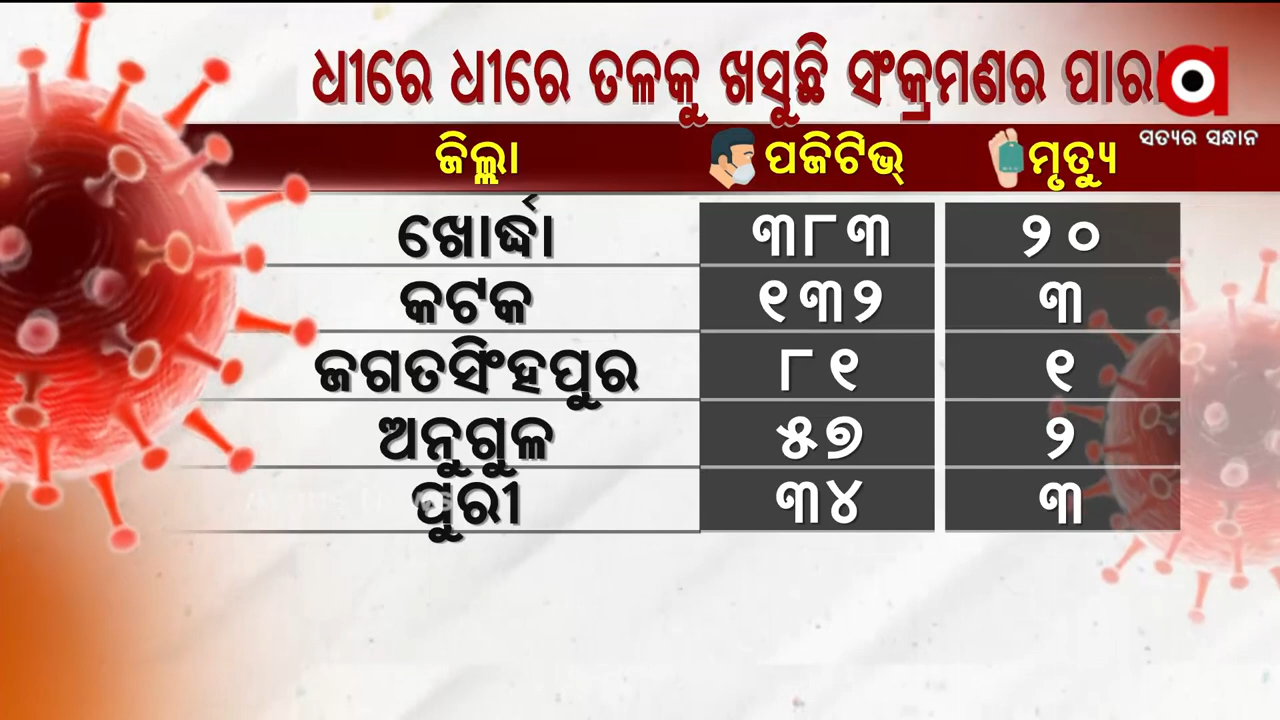 ଧୀରେ ଧୀରେ ତଳକୁ ଖସୁଛି ସଂକ୍ରମଣର ପାରା
ସତ୍ୟର ସନ୍ଧାନ
ଜିଲ୍ଲା ପଜିଟିଭ୍ ମୃତ୍ୟୁ
ଖୋର୍ଦ୍ଧା ୩୮୩ ୨୦
କଟକ ୧୩୨ ୩
ଜଗତସିଂହପୁର ୮୧ ୧
ଅନୁଗୁଳ ୫୭ ୨
ପୁରୀ ୩୪ ୩